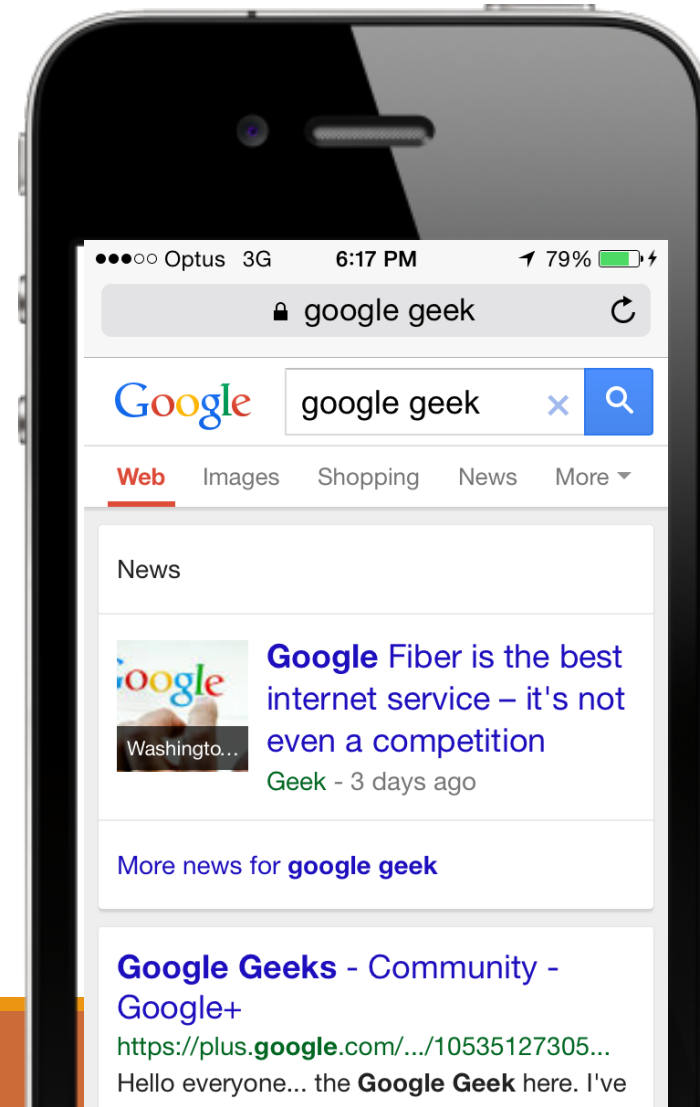 ●●●○○ Optus 3G 6:17 PM 79%
google geek
Google google geek
Web Images Shopping News More
News
Google Fiber is the best
internet service – it's not
even a competition
Google
Washingto...
Geek - 3 days ago
More news for google geek
Google Geeks - Community -
Google+
https://plus.google.com/.../10535127305...
Hello everyone... the Google Geek here. I've